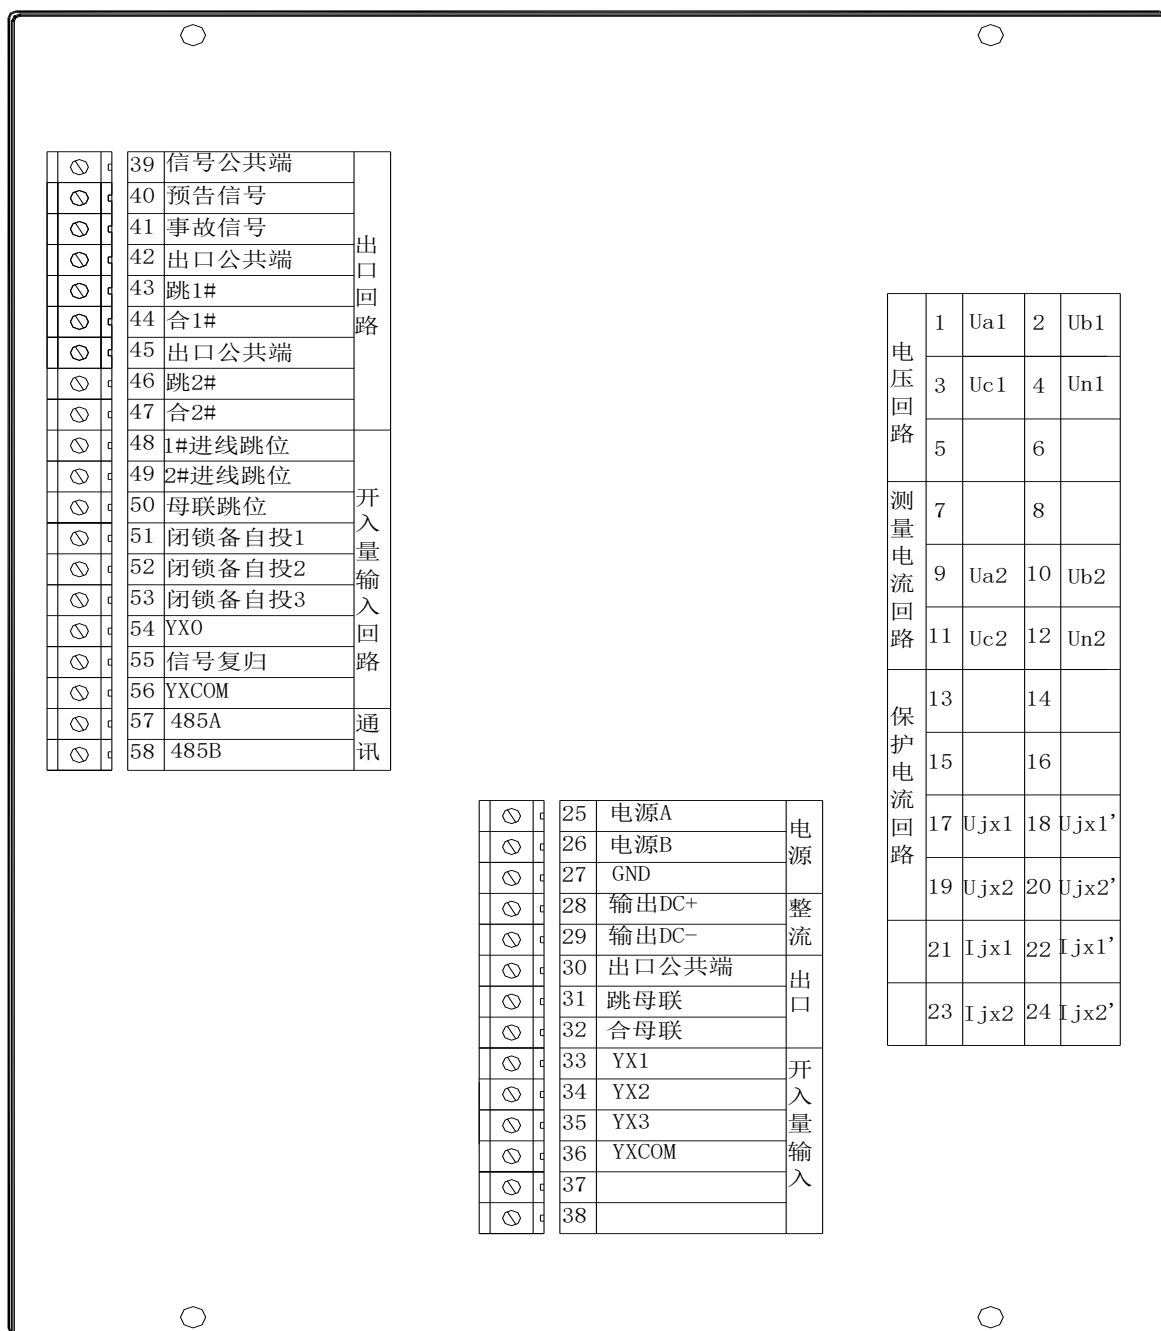 39 信号公共端
40 预告信号
41 事故信号
42 出口公共端
43 跳1#
44 合1#
45 出口公共端
46 跳2#
47 合2#
出口回路
48 1#进线跳位
49 2#进线跳位
50 母联跳位
51 闭锁备自投1
52 闭锁备自投2
53 闭锁备自投3
54 YX0
55 信号复归
56 YXCOM
开入量输入回路
57 485A
58 485B
通讯
25 电源A
26 电源B
27 GND
电源
28 输出DC+
29 输出DC-
整流
30 出口公共端
31 跳母联
32 合母联
出口
33 YX1
34 YX2
35 YX3
36 YXCOM
37
38
开入量输入
电压回路
1 Ua1 2 Ub1
3 Uc1 4 Un1
5 6
测量电流回路
7 8
9 Ua2 10 Ub2
11 Uc2 12 Un2
保护电流回路
13 14
15 16
17 Ujx1 18 Ujx1'
19 Ujx2 20 Ujx2'
21 Ijx1 22 Ijx1'
23 Ijx2 24 Ijx2'